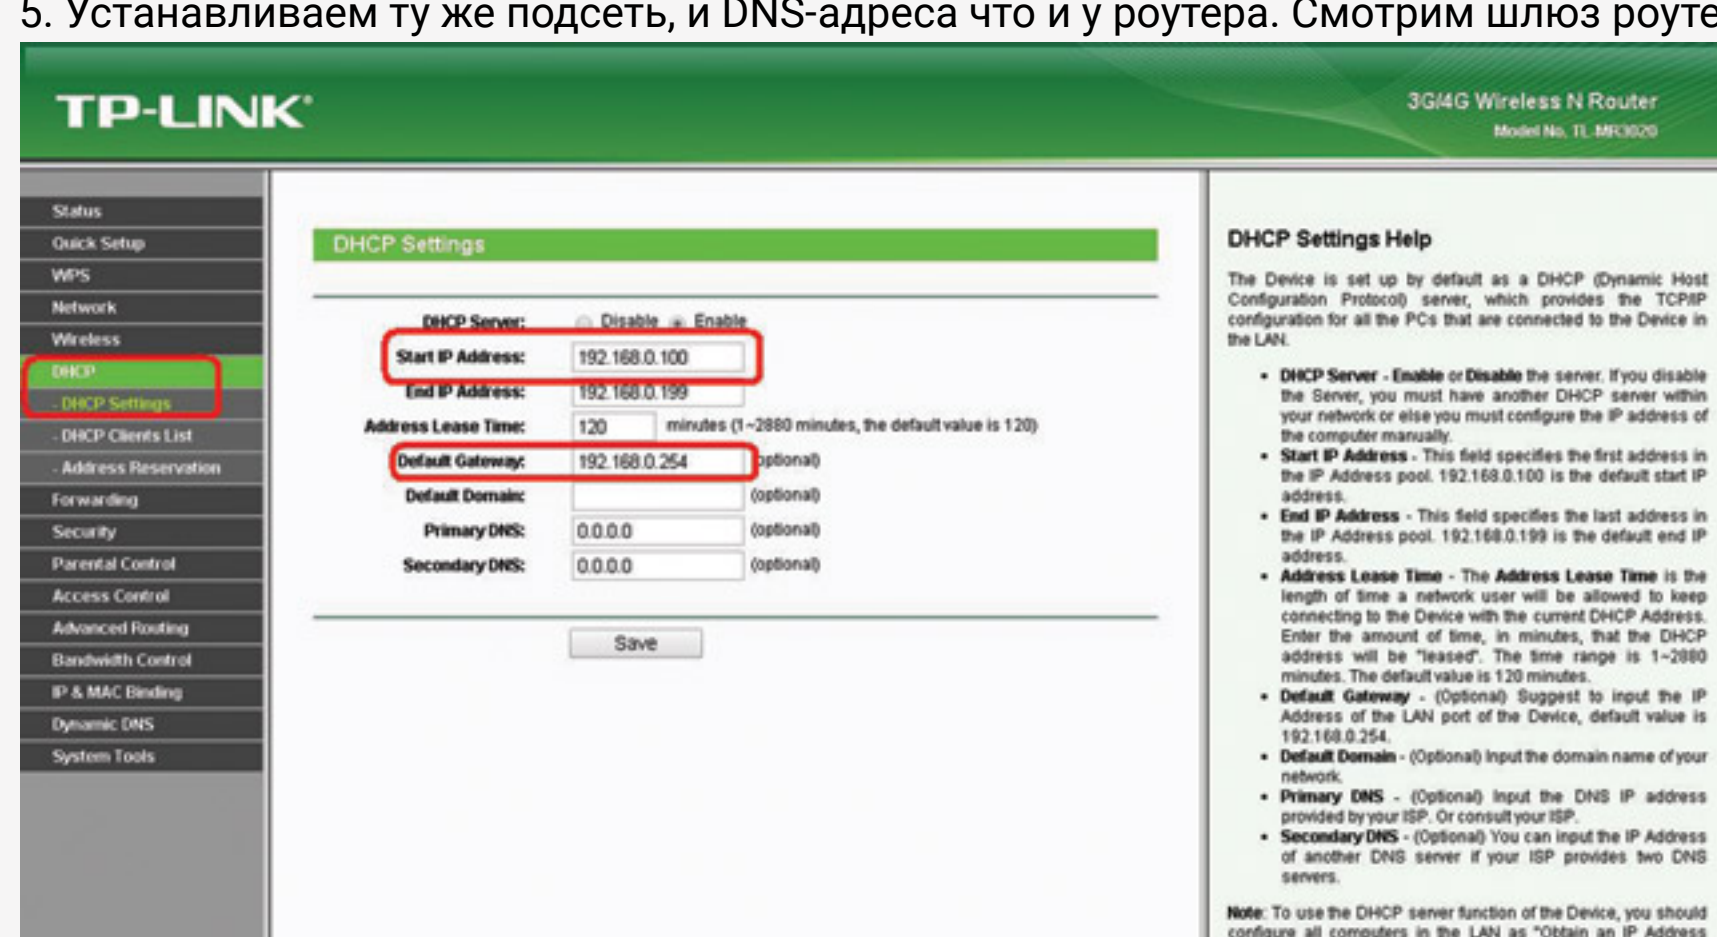 5. Устанавливаем ту же подсеть, и DNS-адреса что и у роутера. Смотрим шлюз роуте
TP-LINK
3G/4G Wireless N Router
Model No. TL-MR3020
Status
Quick Setup
WPS
Network
Wireless
DHCP
- DHCP Settings
- DHCP Clients List
- Address Reservation
Forwarding
Security
Parental Control
Access Control
Advanced Routing
Bandwidth Control
IP & MAC Binding
Dynamic DNS
System Tools
DHCP Settings
DHCP Server: Disable Enable
Start IP Address: 192.168.0.100
End IP Address: 192.168.0.199
Address Lease Time: 120 minutes (1~2880 minutes, the default value is 120)
Default Gateway: 192.168.0.254 optional)
Default Domain: (optional)
Primary DNS: 0.0.0.0 (optional)
Secondary DNS: 0.0.0.0 (optional)
Save
DHCP Settings Help
The Device is set up by default as a DHCP (Dynamic Host
Configuration Protocol) server, which provides the TCP/IP
configuration for all the PCs that are connected to the Device in
the LAN.
• DHCP Server - Enable or Disable the server. If you disable
the Server, you must have another DHCP server within
your network or else you must configure the IP address of
the computer manually.
• Start IP Address - This field specifies the first address in
the IP Address pool. 192.168.0.100 is the default start IP
address.
• End IP Address - This field specifies the last address in
the IP Address pool. 192.168.0.199 is the default end IP
address.
• Address Lease Time - The Address Lease Time is the
length of time a network user will be allowed to keep
connecting to the Device with the current DHCP Address.
Enter the amount of time, in minutes, that the DHCP
address will be "leased". The time range is 1~2880
minutes. The default value is 120 minutes.
• Default Gateway - (Optional) Suggest to input the IP
Address of the LAN port of the Device, default value is
192.168.0.254.
• Default Domain - (Optional) Input the domain name of your
network.
• Primary DNS - (Optional) Input the DNS IP address
provided by your ISP. Or consult your ISP.
• Secondary DNS - (Optional) You can input the IP Address
of another DNS server if your ISP provides two DNS
servers.
Note: To use the DHCP server function of the Device, you should
configure all computers in the LAN as "Obtain an IP Address